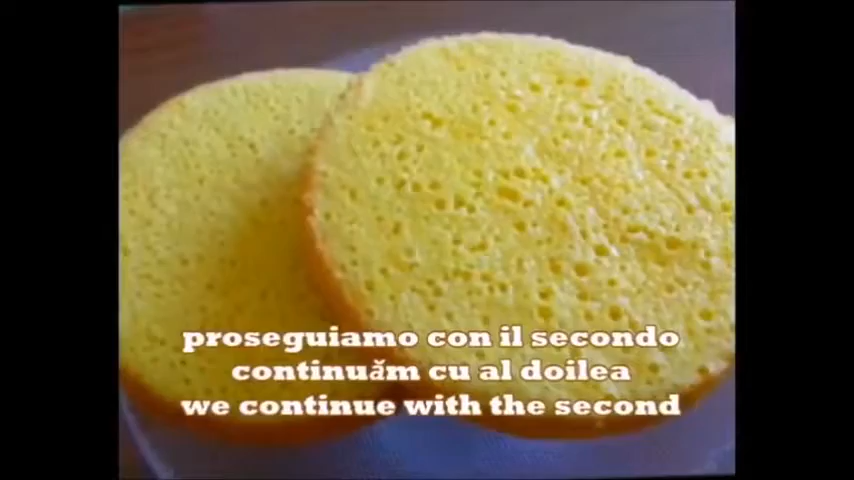 proseguiamo con il secondo
continuăm cu al doilea
we continue with the second